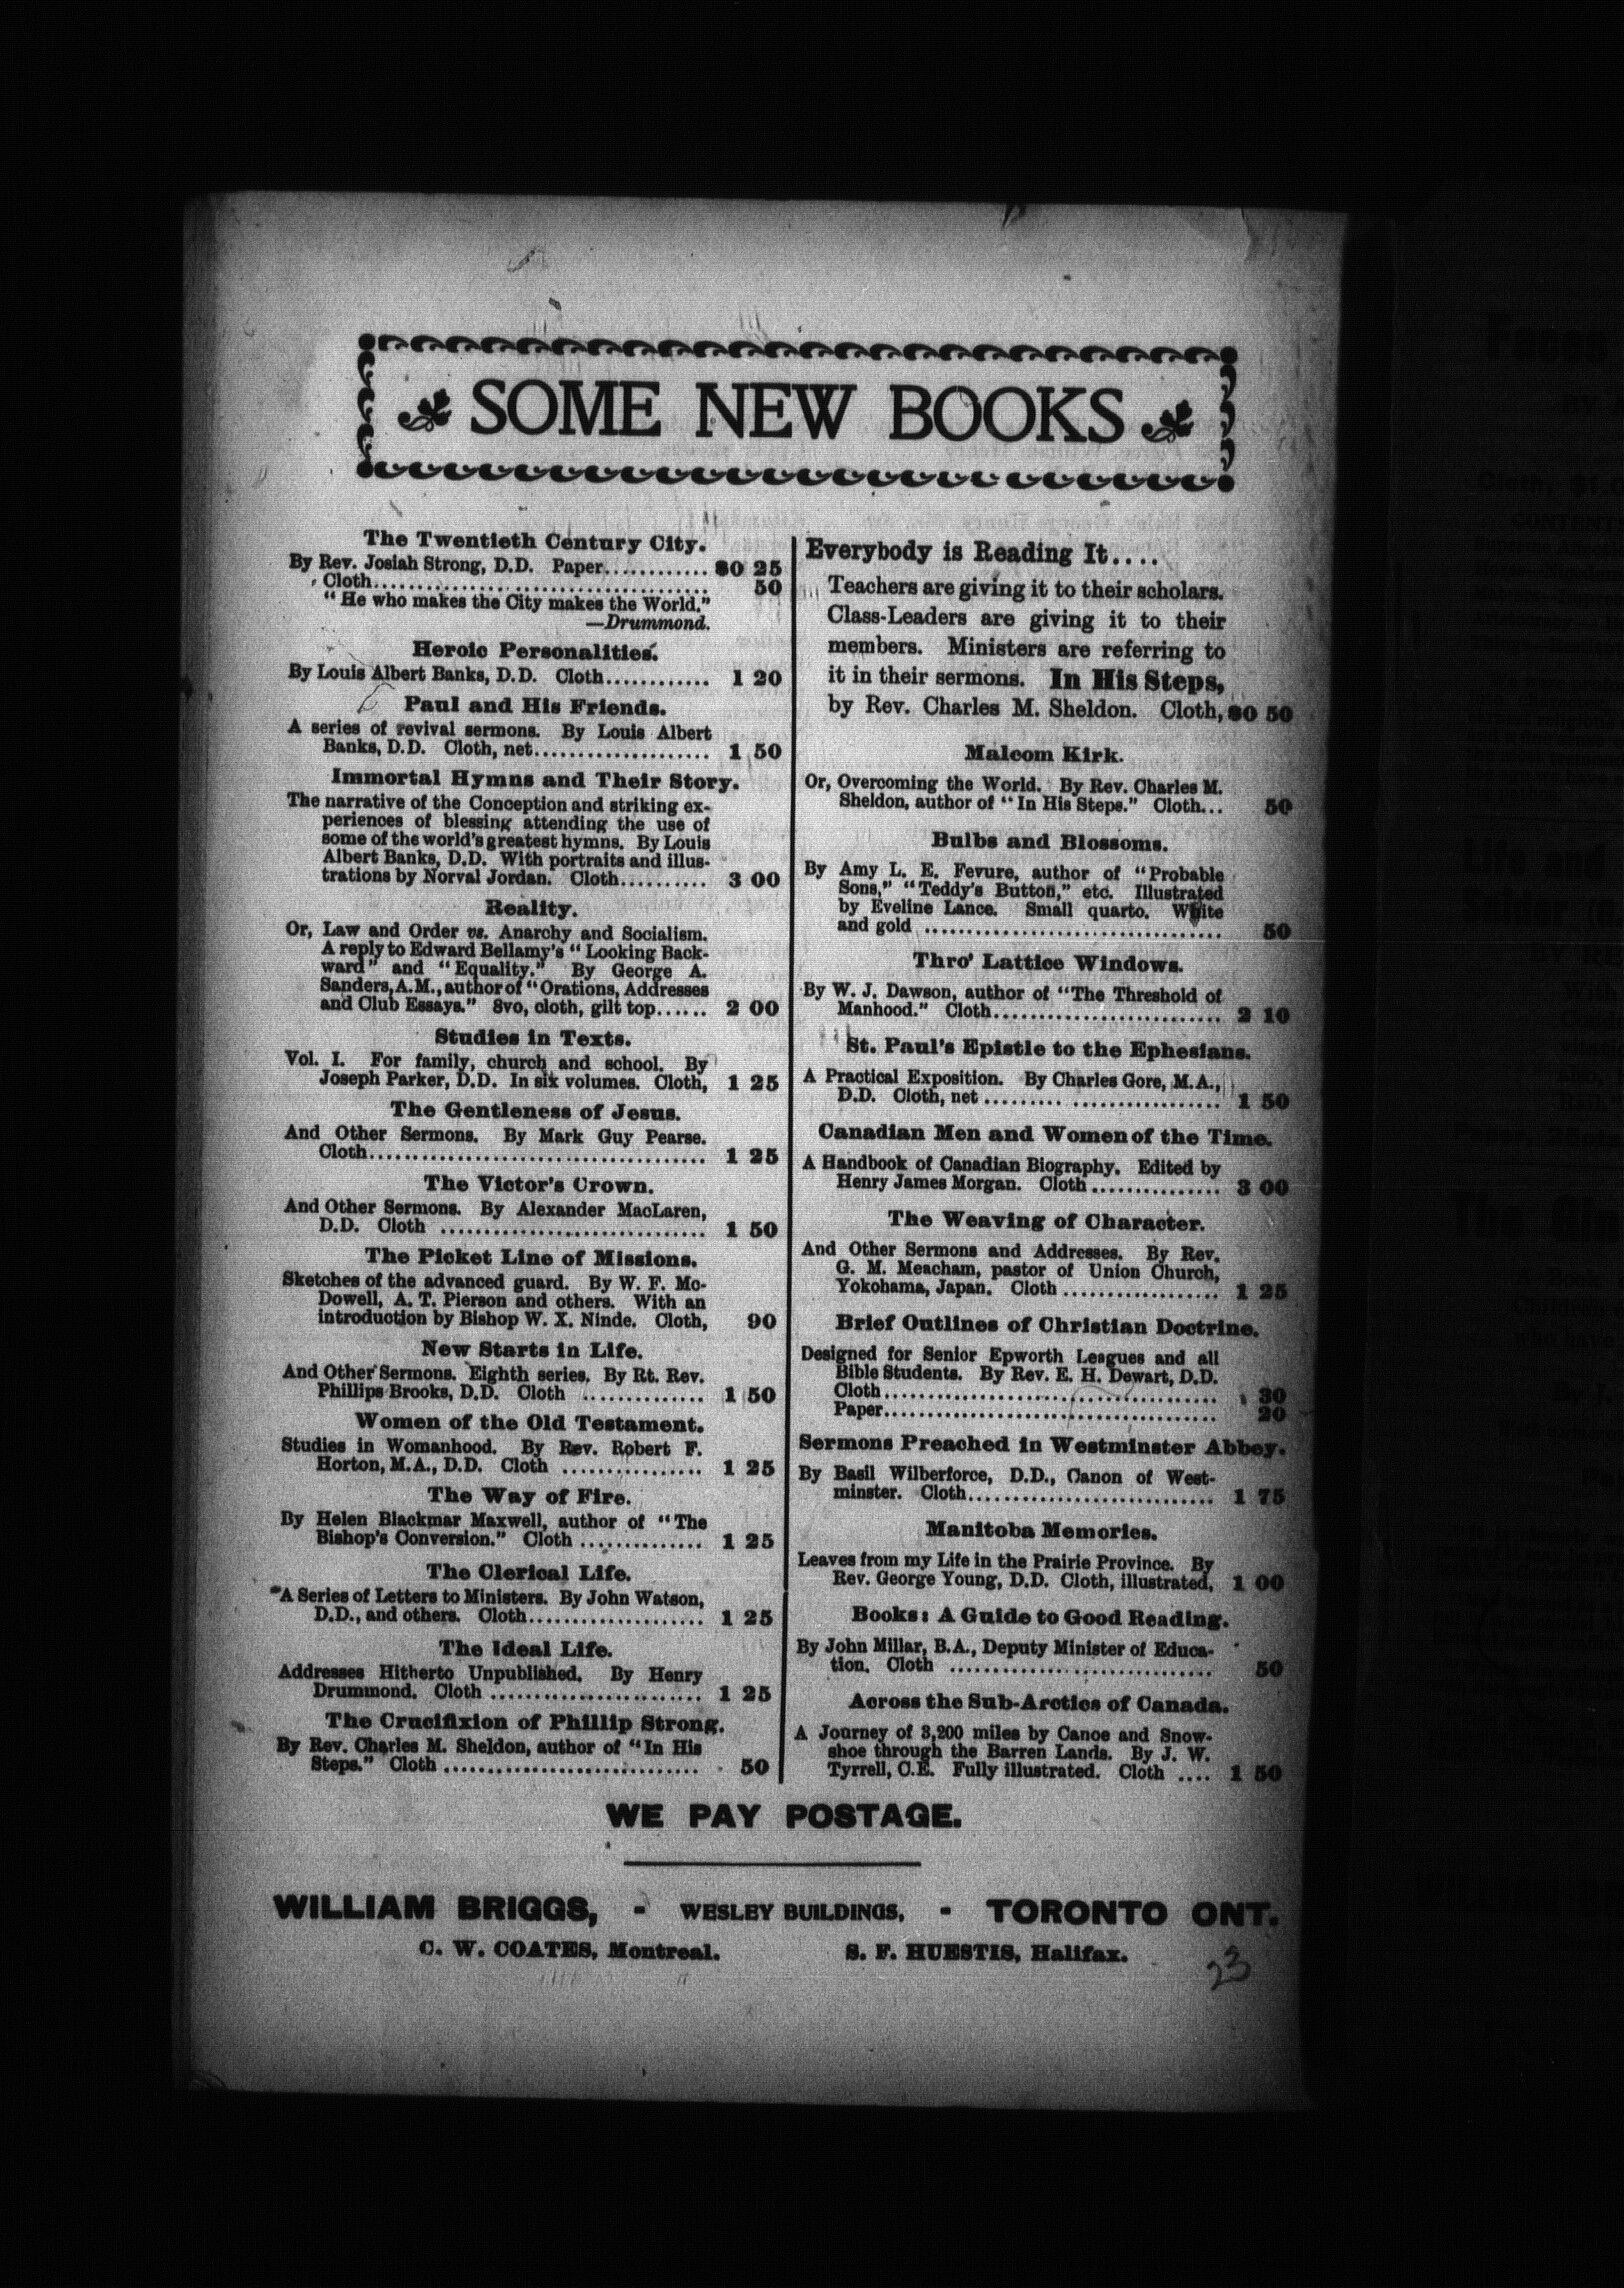 SOME NEW BOOKS
The Twentieth Century City.
By Rev. Josiah Strong, D.D. Paper............ $0 25
Cloth...................................... 50
"He who makes the City makes the World."
—Drummond.
Heroic Personalities.
By Louis Albert Banks, D.D. Cloth............ 1 20
Paul and His Friends.
A series of revival sermons. By Louis Albert
Banks, D.D. Cloth, net.................... 1 50
Immortal Hymns and Their Story.
The narrative of the Conception and striking ex-
periences of blessing attending the use of
some of the world's greatest hymns. By Louis
Albert Banks, D.D. With portraits and illus-
trations by Norval Jordan. Cloth.......... 3 00
Reality.
Or, Law and Order vs. Anarchy and Socialism.
A reply to Edward Bellamy's "Looking Back-
ward" and "Equality." By George A.
Sanders, A.M., author of "Orations, Addresses
and Club Essays." 8vo, cloth, gilt top...... 2 00
Studies in Texts.
Vol. I. For family, church and school. By
Joseph Parker, D.D. In six volumes. Cloth, 1 25
The Gentleness of Jesus.
And Other Sermons. By Mark Guy Pearse.
Cloth...................................... 1 25
The Victor's Crown.
And Other Sermons. By Alexander MacLaren,
D.D. Cloth .............................. 1 50
The Picket Line of Missions.
Sketches of the advanced guard. By W. F. Mc-
Dowell, A. T. Pierson and others. With an
introduction by Bishop W. X. Ninde. Cloth, 90
New Starts in Life.
And Other Sermons. Eighth series. By Rt. Rev.
Phillips Brooks, D.D. Cloth .............. 1 50
Women of the Old Testament.
Studies in Womanhood. By Rev. Robert F.
Horton, M.A., D.D. Cloth ................ 1 25
The Way of Fire.
By Helen Blackmar Maxwell, author of "The
Bishop's Conversion." Cloth .............. 1 25
The Clerical Life.
A Series of Letters to Ministers. By John Watson,
D.D., and others. Cloth.................... 1 25
The Ideal Life.
Addresses Hitherto Unpublished. By Henry
Drummond. Cloth ........................ 1 25
The Crucifixion of Phillip Strong.
By Rev. Charles M. Sheldon, author of "In His
Steps." Cloth ............................. 50
Everybody is Reading It....
Teachers are giving it to their scholars.
Class-Leaders are giving it to their
members. Ministers are referring to
it in their sermons. In His Steps,
by Rev. Charles M. Sheldon. Cloth, $0 50
Malcom Kirk.
Or, Overcoming the World. By Rev. Charles M.
Sheldon, author of "In His Steps." Cloth... 50
Bulbs and Blossoms.
By Amy L. E. Fevure, author of "Probable
Sons," "Teddy's Button," etc. Illustrated
by Eveline Lance. Small quarto. White
and gold .................................. 50
Thro' Lattice Windows.
By W. J. Dawson, author of "The Threshold of
Manhood." Cloth.......................... 2 10
St. Paul's Epistle to the Ephesians.
A Practical Exposition. By Charles Gore, M.A.,
D.D. Cloth, net .......................... 1 50
Canadian Men and Women of the Time.
A Handbook of Canadian Biography. Edited by
Henry James Morgan. Cloth ............... 3 00
The Weaving of Character.
And Other Sermons and Addresses. By Rev.
G. M. Meacham, pastor of Union Church,
Yokohama, Japan. Cloth .................. 1 25
Brief Outlines of Christian Doctrine.
Designed for Senior Epworth Leagues and all
Bible Students. By Rev. E. H. Dewart, D.D.
Cloth...................................... 30
Paper...................................... 20
Sermons Preached in Westminster Abbey.
By Basil Wilberforce, D.D., Canon of West-
minster. Cloth............................ 1 75
Manitoba Memories.
Leaves from my Life in the Prairie Province. By
Rev. George Young, D.D. Cloth, illustrated, 1 00
Books: A Guide to Good Reading.
By John Millar, B.A., Deputy Minister of Educa-
tion. Cloth .............................. 50
Across the Sub-Arctics of Canada.
A Journey of 3,200 miles by Canoe and Snow-
shoe through the Barren Lands. By J. W.
Tyrrell, C.E. Fully illustrated. Cloth .... 1 50
WE PAY POSTAGE.
WILLIAM BRIGGS, - WESLEY BUILDINGS, - TORONTO ONT.
C. W. COATES, Montreal. S. F. HUESTIS, Halifax.
23